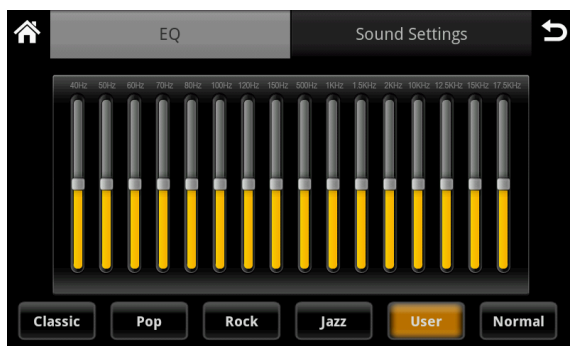 EQ Sound Settings
40Hz 50Hz 60Hz 70Hz 80Hz 100Hz 120Hz 150Hz 500Hz 1KHz 1.5KHz 2KHz 10KHz 12.5KHz 15KHz 17.5KHz
Classic Pop Rock Jazz User Normal